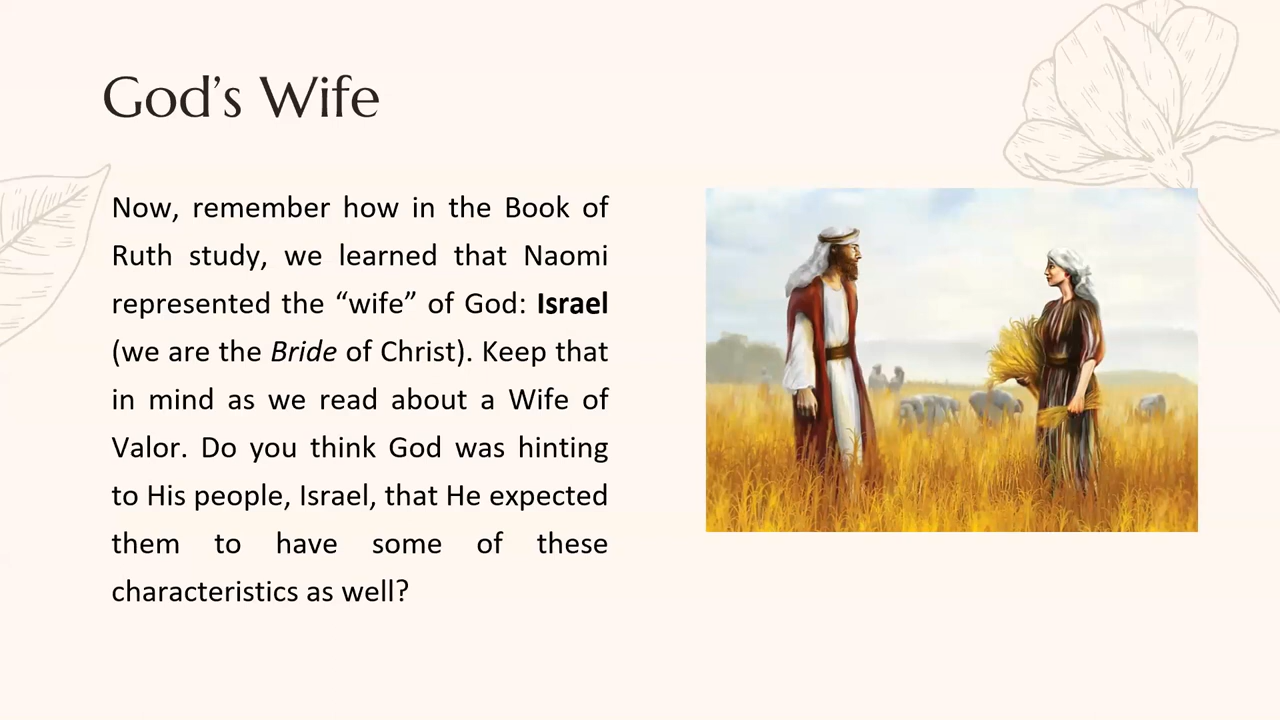 God’s Wife
Now, remember how in the Book of
Ruth study, we learned that Naomi
represented the “wife” of God: Israel
(we are the Bride of Christ). Keep that
in mind as we read about a Wife of
Valor. Do you think God was hinting
to His people, Israel, that He expected
them to have some of these
characteristics as well?